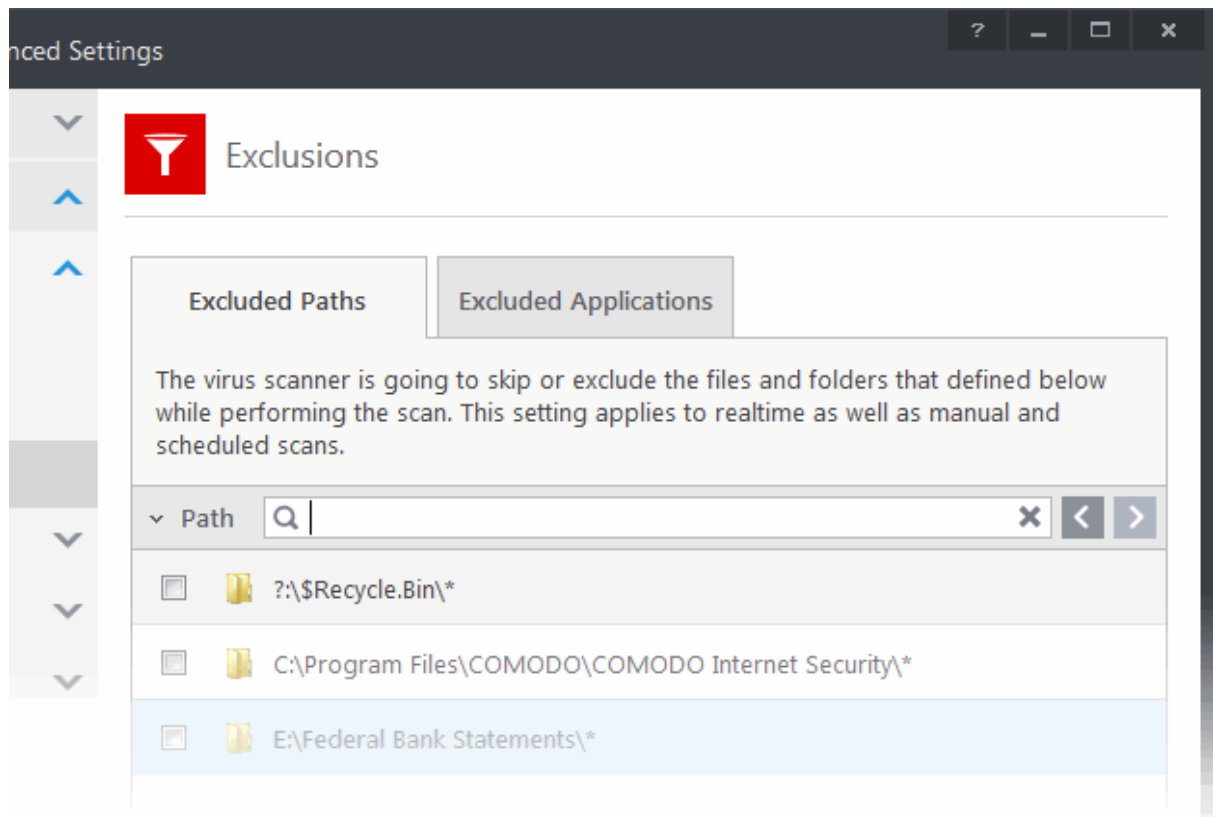 nced Settings
?
Exclusions
Excluded Paths
Excluded Applications
The virus scanner is going to skip or exclude the files and folders that defined below
while performing the scan. This setting applies to realtime as well as manual and
scheduled scans.
Path
?:\$Recycle.Bin\*
C:\Program Files\COMODO\COMODO Internet Security\*
E:\Federal Bank Statements\*